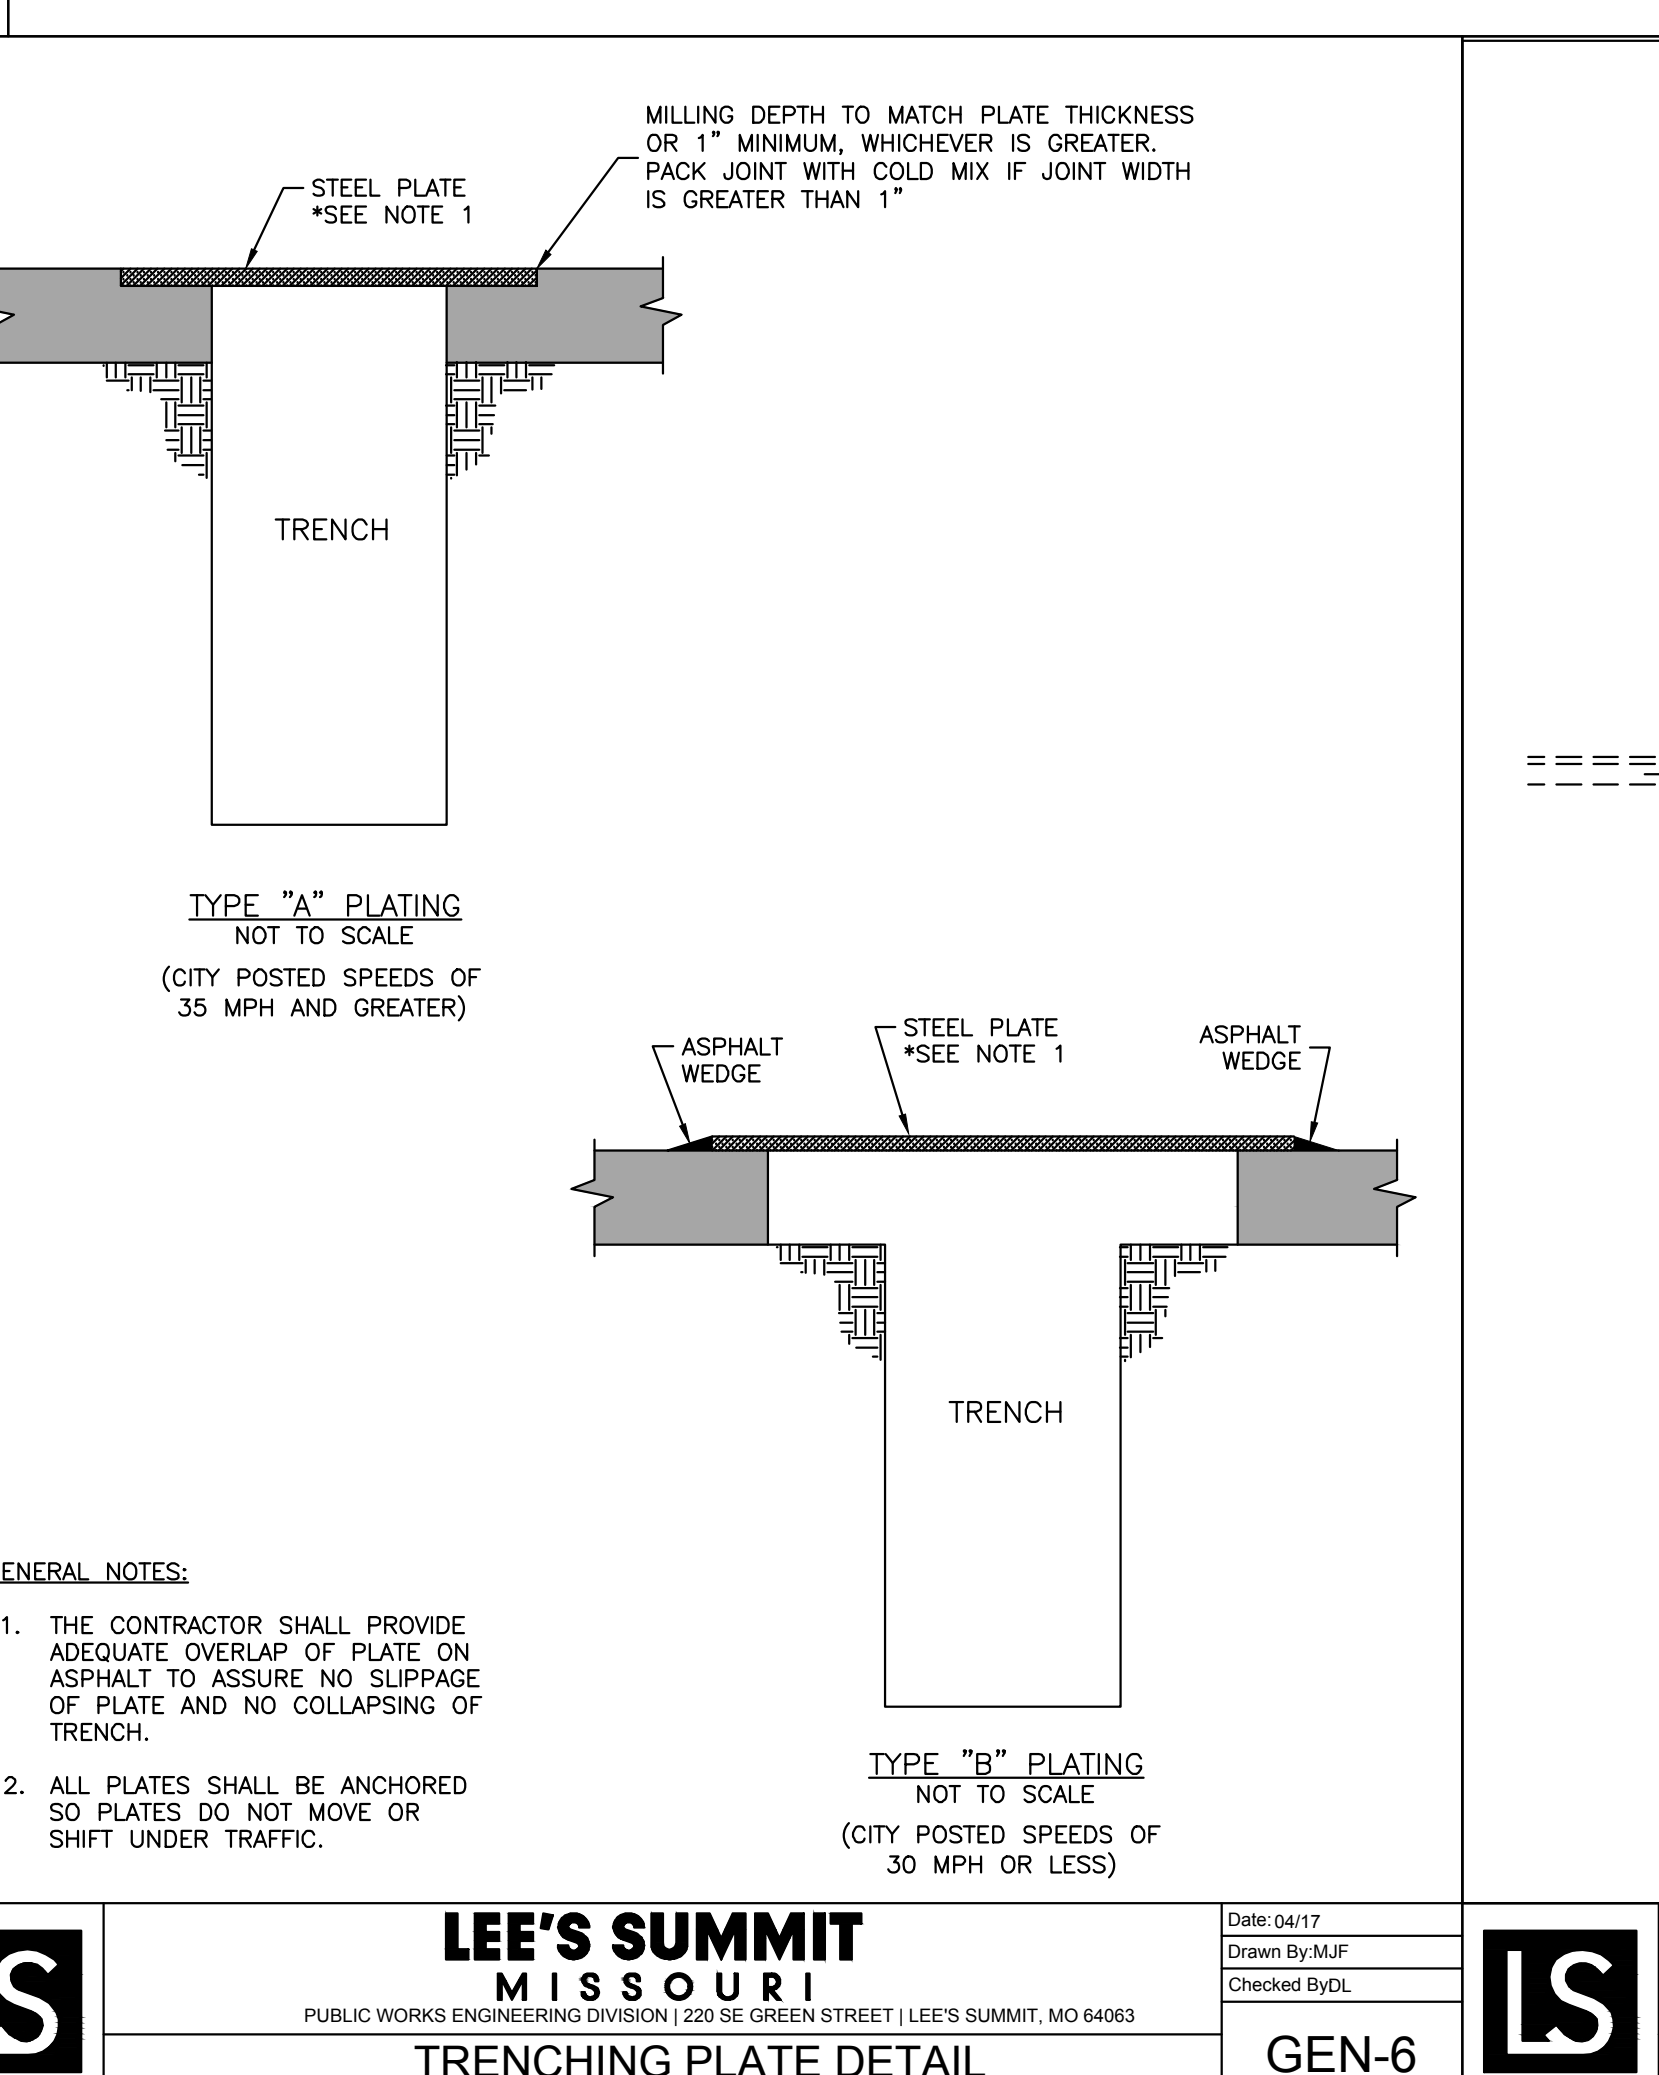 MILLING DEPTH TO MATCH PLATE THICKNESS
OR 1" MINIMUM, WHICHEVER IS GREATER.
PACK JOINT WITH COLD MIX IF JOINT WIDTH
IS GREATER THAN 1"
STEEL PLATE
*SEE NOTE 1
TRENCH
TYPE "A" PLATING
NOT TO SCALE
(CITY POSTED SPEEDS OF
35 MPH AND GREATER)
ASPHALT
WEDGE
STEEL PLATE
*SEE NOTE 1
ASPHALT
WEDGE
TRENCH
TYPE "B" PLATING
NOT TO SCALE
(CITY POSTED SPEEDS OF
30 MPH OR LESS)
ENERAL NOTES:
1. THE CONTRACTOR SHALL PROVIDE
ADEQUATE OVERLAP OF PLATE ON
ASPHALT TO ASSURE NO SLIPPAGE
OF PLATE AND NO COLLAPSING OF
TRENCH.
2. ALL PLATES SHALL BE ANCHORED
SO PLATES DO NOT MOVE OR
SHIFT UNDER TRAFFIC.
S
LEE'S SUMMIT
MISSOURI
PUBLIC WORKS ENGINEERING DIVISION | 220 SE GREEN STREET | LEE'S SUMMIT, MO 64063
TRENCHING PLATE DETAIL
Date: 04/17
Drawn By:MJF
Checked ByDL
GEN-6
LS